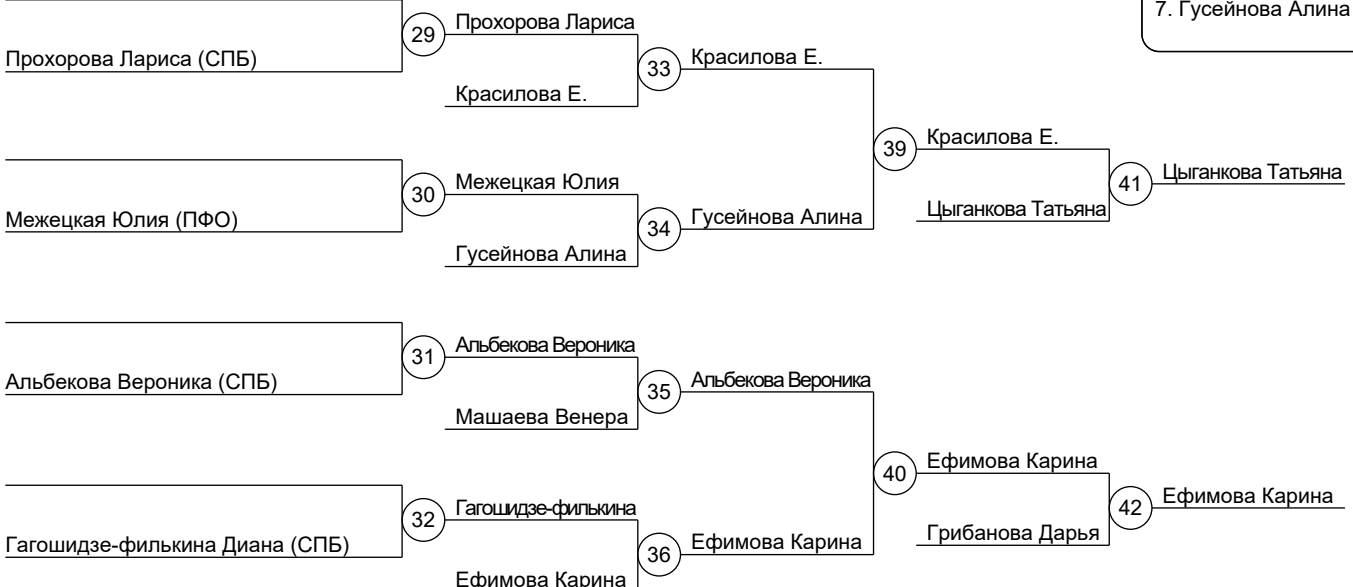 7. Гусейнова Алина
29
Прохорова Лариса
Прохорова Лариса (СПБ)
33
Красилова Е.
Красилова Е.
39
Красилова Е.
30
Межецкая Юлия
41
Цыганкова Татьяна
Межецкая Юлия (ПФО)
34
Гусейнова Алина
Цыганкова Татьяна
Гусейнова Алина
31
Альбекова Вероника
Альбекова Вероника (СПБ)
35
Альбекова Вероника
Машаева Венера
40
Ефимова Карина
32
Гагошидзе-филькина
42
Ефимова Карина
Гагошидзе-филькина Диана (СПБ)
36
Ефимова Карина
Грибанова Дарья
Ефимова Карина